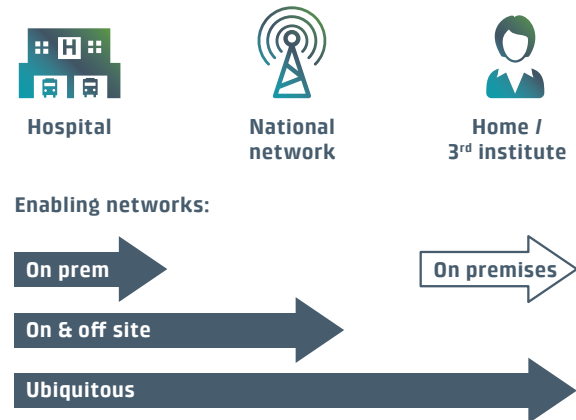 H
Hospital
National
network
Home /
3rd institute
Enabling networks:
On prem
On premises
On & off site
Ubiquitous